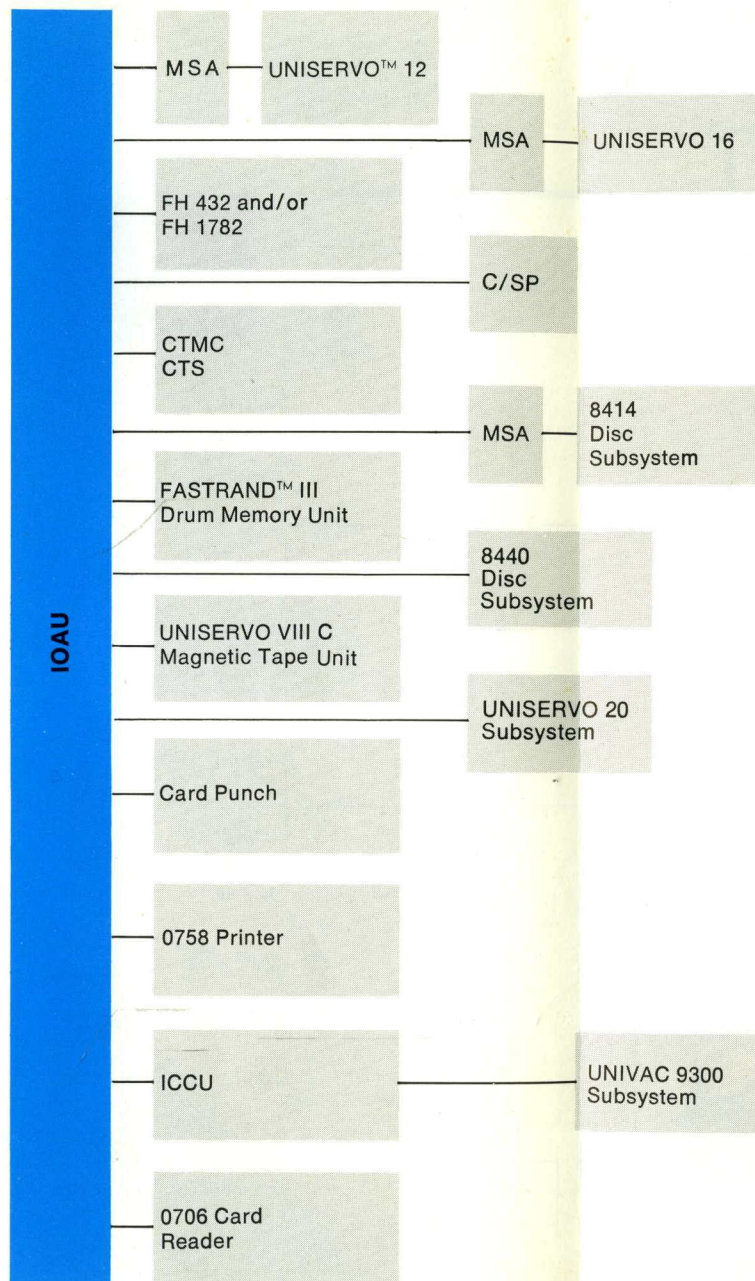 MSA
UNISERVO™ 12
MSA
UNISERVO 16
FH 432 and/or
FH 1782
C/SP
CTMC
CTS
MSA
8414
Disc
Subsystem
FASTRAND™ III
Drum Memory Unit
8440
Disc
Subsystem
IOAU
UNISERVO VIII C
Magnetic Tape Unit
UNISERVO 20
Subsystem
Card Punch
0758 Printer
ICCU
UNIVAC 9300
Subsystem
0706 Card
Reader